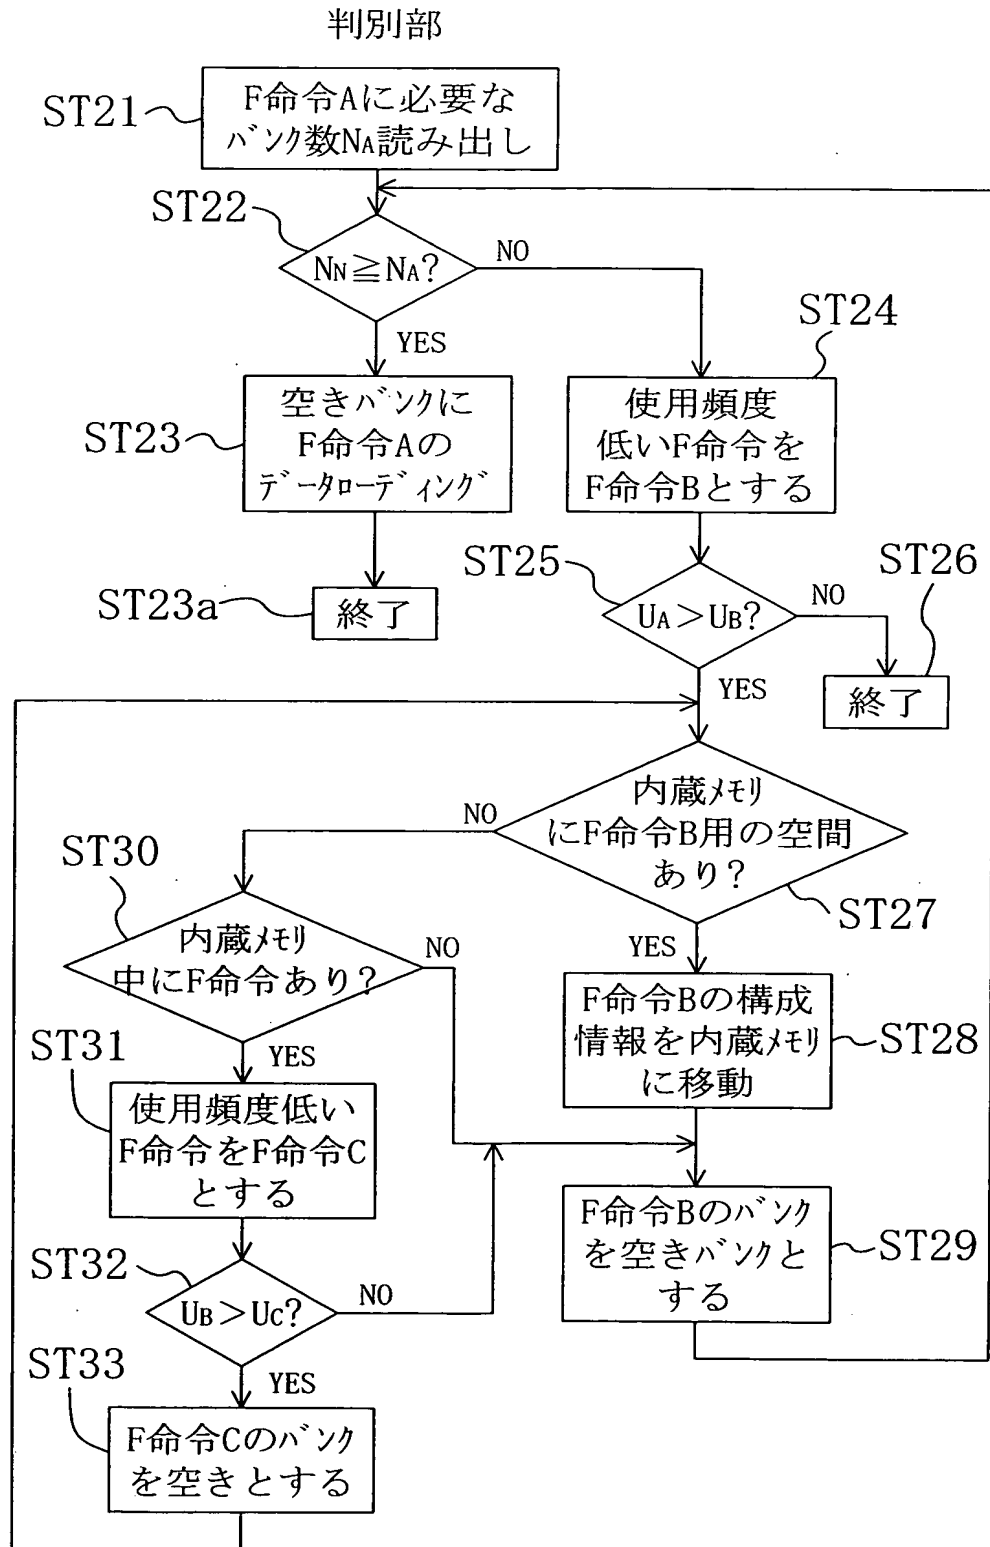 判別部
ST21
F命令Aに必要な
バンク数NA読み出し
ST22
NN≧NA?
NO
YES
ST23
空きバンクに
F命令Aの
データローディング
ST23a
終了
ST24
使用頻度
低いF命令を
F命令Bとする
ST25
UA>UB?
NO
YES
ST26
終了
内蔵メモリ
にF命令B用の空間
あり?
NO
YES
ST27
ST30
内蔵メモリ
中にF命令あり?
NO
YES
F命令Bの構成
情報を内蔵メモリ
に移動
ST28
ST31
使用頻度低い
F命令をF命令C
とする
F命令Bのバンク
を空きバンクと
する
ST29
ST32
UB>UC?
NO
YES
ST33
F命令Cのバンク
を空きとする